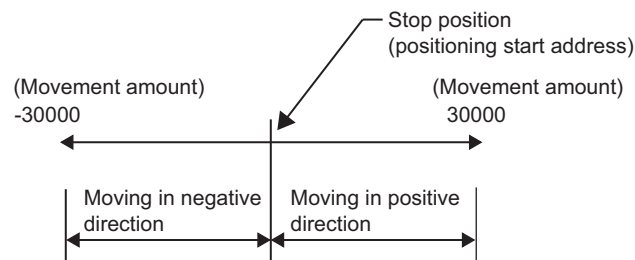 Stop position
(positioning start address)
(Movement amount)
-30000
(Movement amount)
30000
Moving in negative
direction
Moving in positive
direction